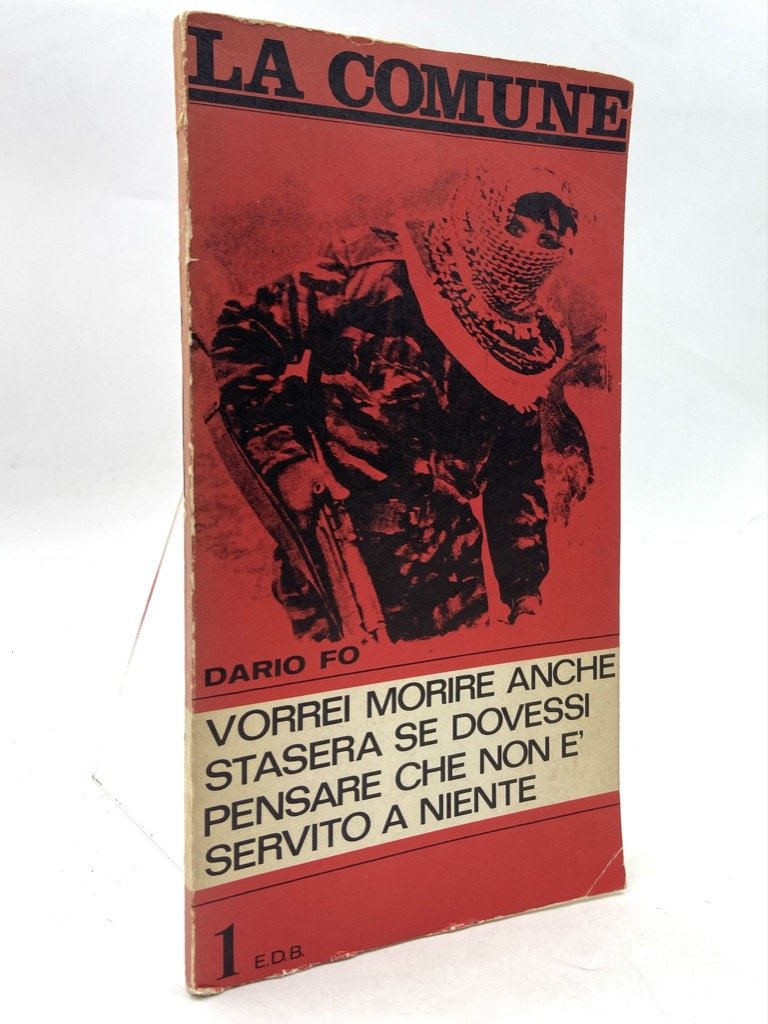 LA COMUNE
DARIO FO
VORREI MORIRE ANCHE
STASERA SE DOVESSI
PENSARE CHE NON E'
SERVITO A NIENTE
1 E.D.B.